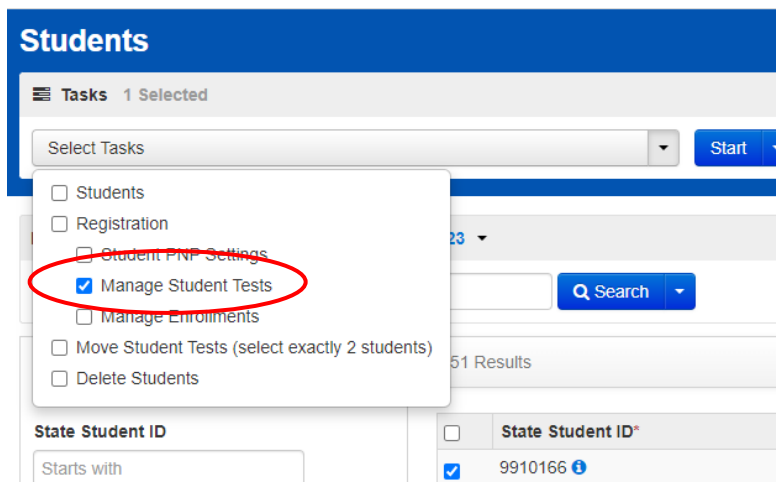 Students
Tasks 1 Selected
Select Tasks
Start
Students
Registration
Student PNP Settings
Manage Student Tests
Manage Enrollments
Move Student Tests (select exactly 2 students)
Delete Students
23
Search
51 Results
State Student ID
Starts with
State Student ID*
9910166